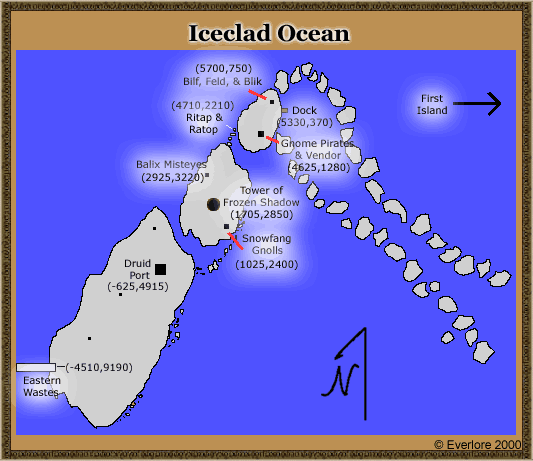 Iceclad Ocean
(5700,750)
Bilf, Feld, & Blik
(4710,2210)
Ritap &
Ratop
Dock
(5330,370)
First
Island
Gnome Pirates
& Vendor
(4625,1280)
Balix Misteyes
(2925,3220)
Tower of
Frozen Shadow
(1705,2850)
Snowfang
Gnolls
(1025,2400)
Druid
Port
(-625,4915)
(-4510,9190)
Eastern
Wastes
N
© Everlore 2000